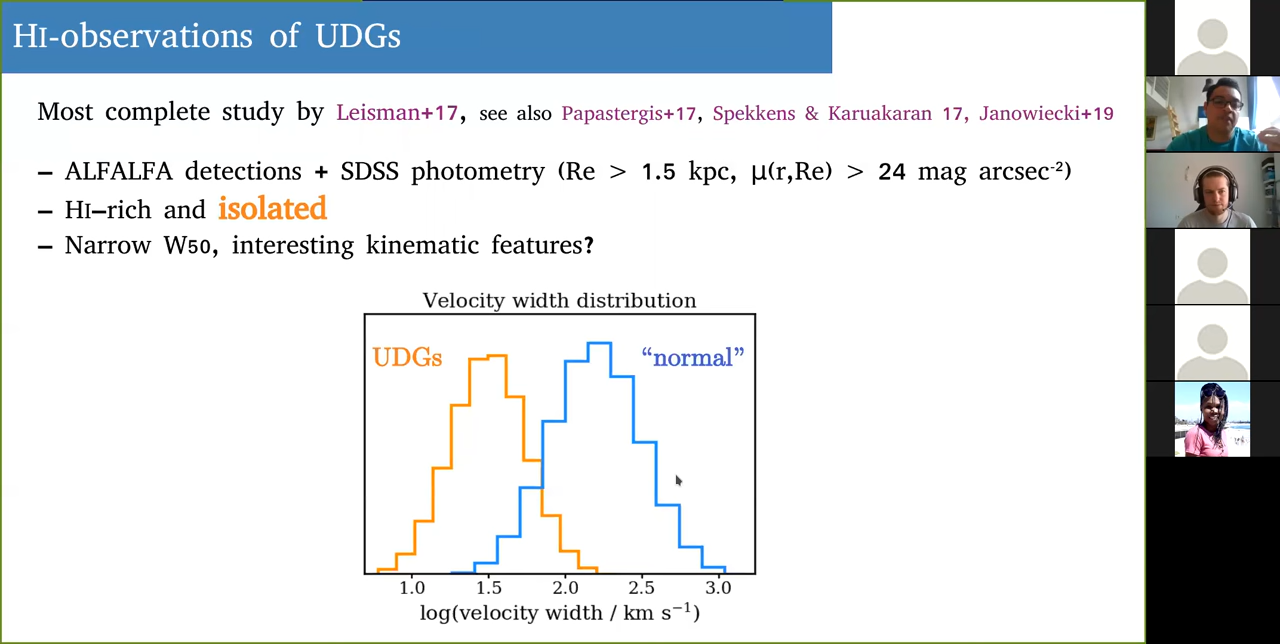 HI-observations of UDGs
Most complete study by Leisman+17, see also Papastergis+17, Spekkens & Karuakaran 17, Janowiecki+19
– ALFALFA detections + SDSS photometry (Re > 1.5 kpc, μ(r,Re) > 24 mag arcsec⁻²)
– HI–rich and isolated
– Narrow W50, interesting kinematic features?
Velocity width distribution
UDGs
“normal”
1.0 1.5 2.0 2.5 3.0
log(velocity width / km s⁻¹)